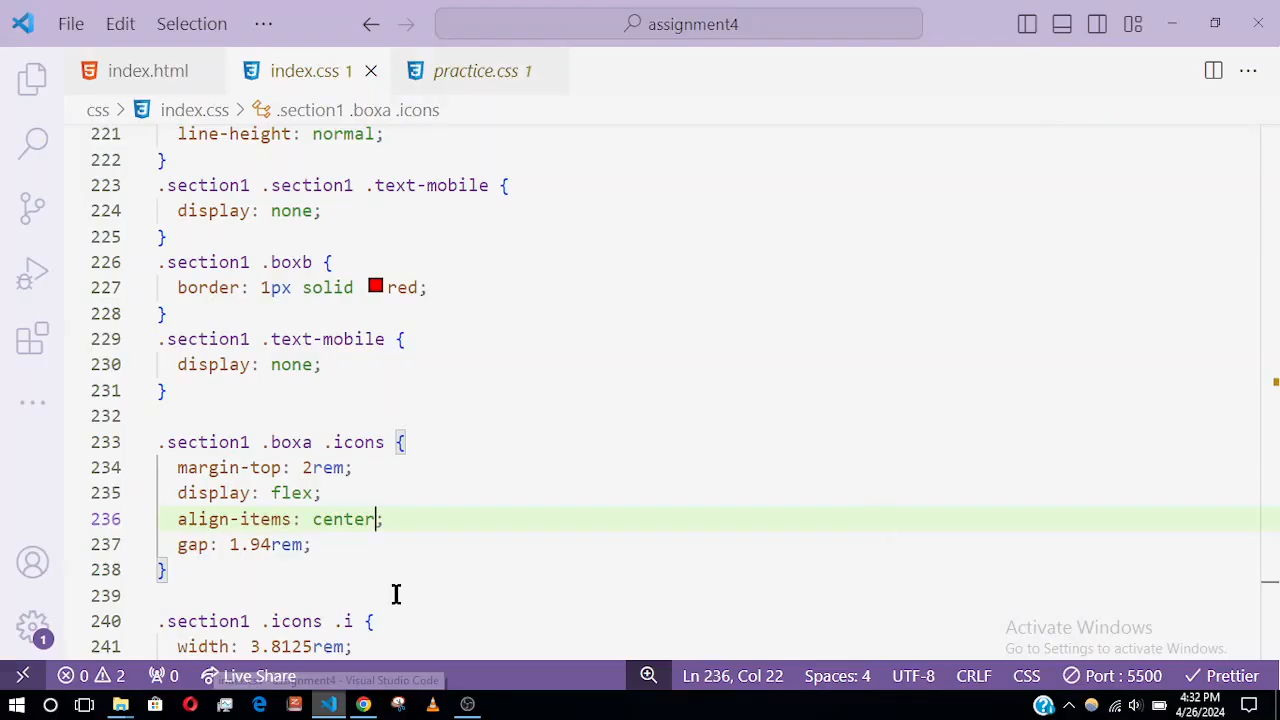 File Edit Selection ··· assignment4
index.html index.css 1 practice.css 1
css > index.css > .section1 .boxa .icons
221 line-height: normal;
222 }
223 .section1 .section1 .text-mobile {
224 display: none;
225 }
226 .section1 .boxb {
227 border: 1px solid red;
228 }
229 .section1 .text-mobile {
230 display: none;
231 }
232
233 .section1 .boxa .icons {
234 margin-top: 2rem;
235 display: flex;
236 align-items: center;
237 gap: 1.94rem;
238 }
239
240 .section1 .icons .i {
241 width: 3.8125rem;
Activate Windows
Go to Settings to activate Windows.
1
0 2 0 Live Share Ln 236, Col 22 Spaces: 4 UTF-8 CRLF CSS Port : 5500 Prettier
4:32 PM
4/26/2024